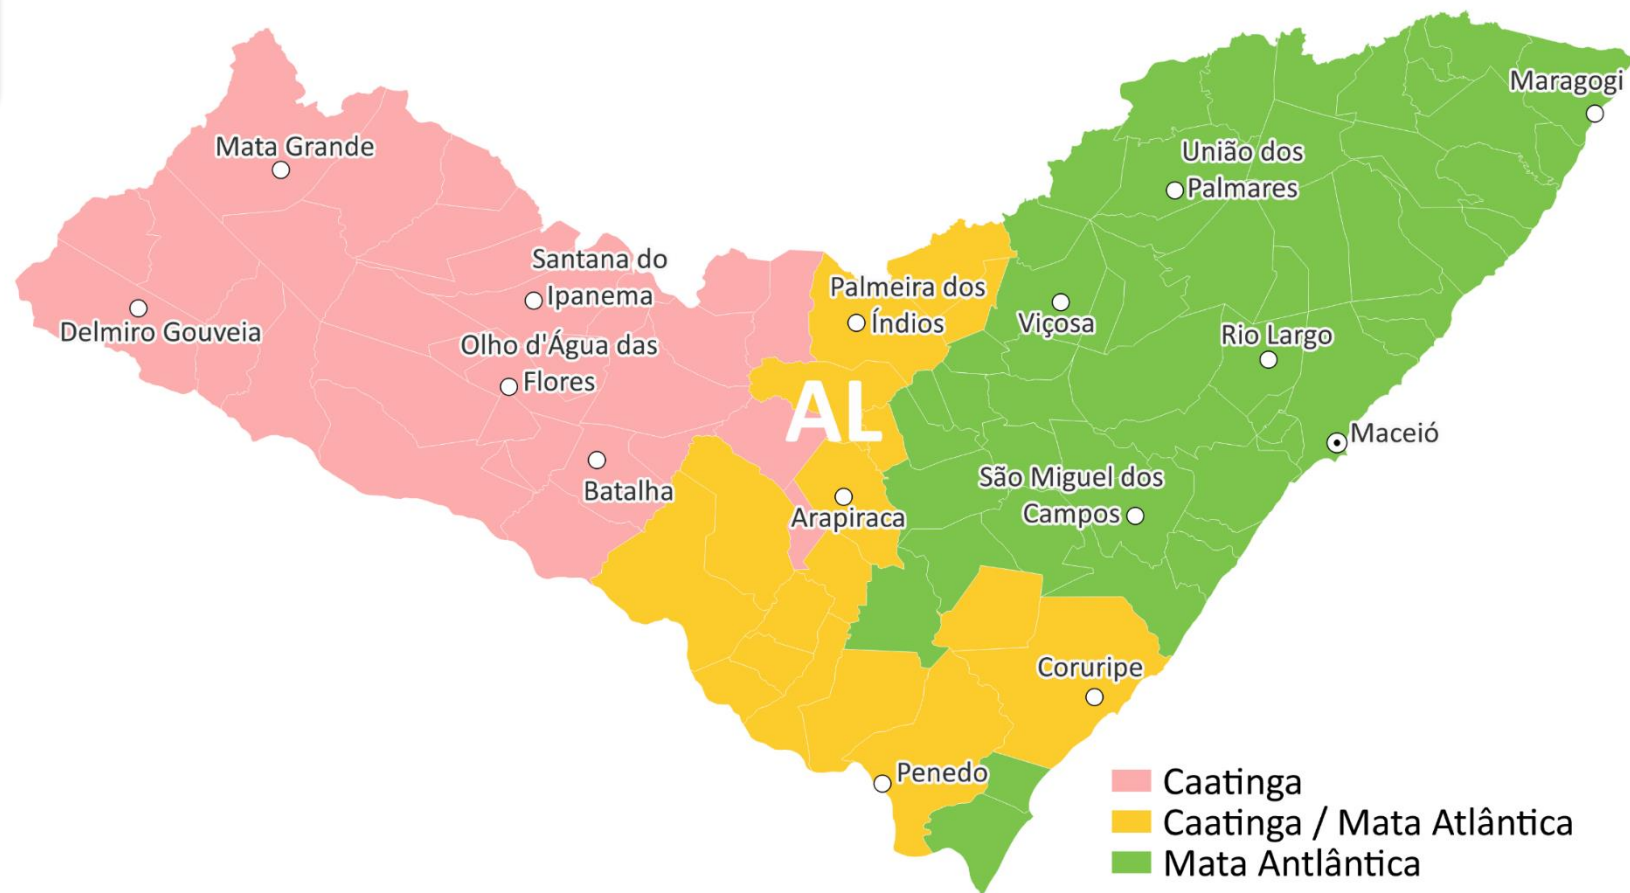 Maragogi
Mata Grande
União dos
Palmares
Santana do
Ipanema
Palmeira dos
Índios
Viçosa
Delmiro Gouveia
Rio Largo
Olho d'Água das
Flores
AL
Maceió
Batalha
São Miguel dos
Campos
Arapiraca
Coruripe
Penedo
Caatinga
Caatinga / Mata Atlântica
Mata Antlântica